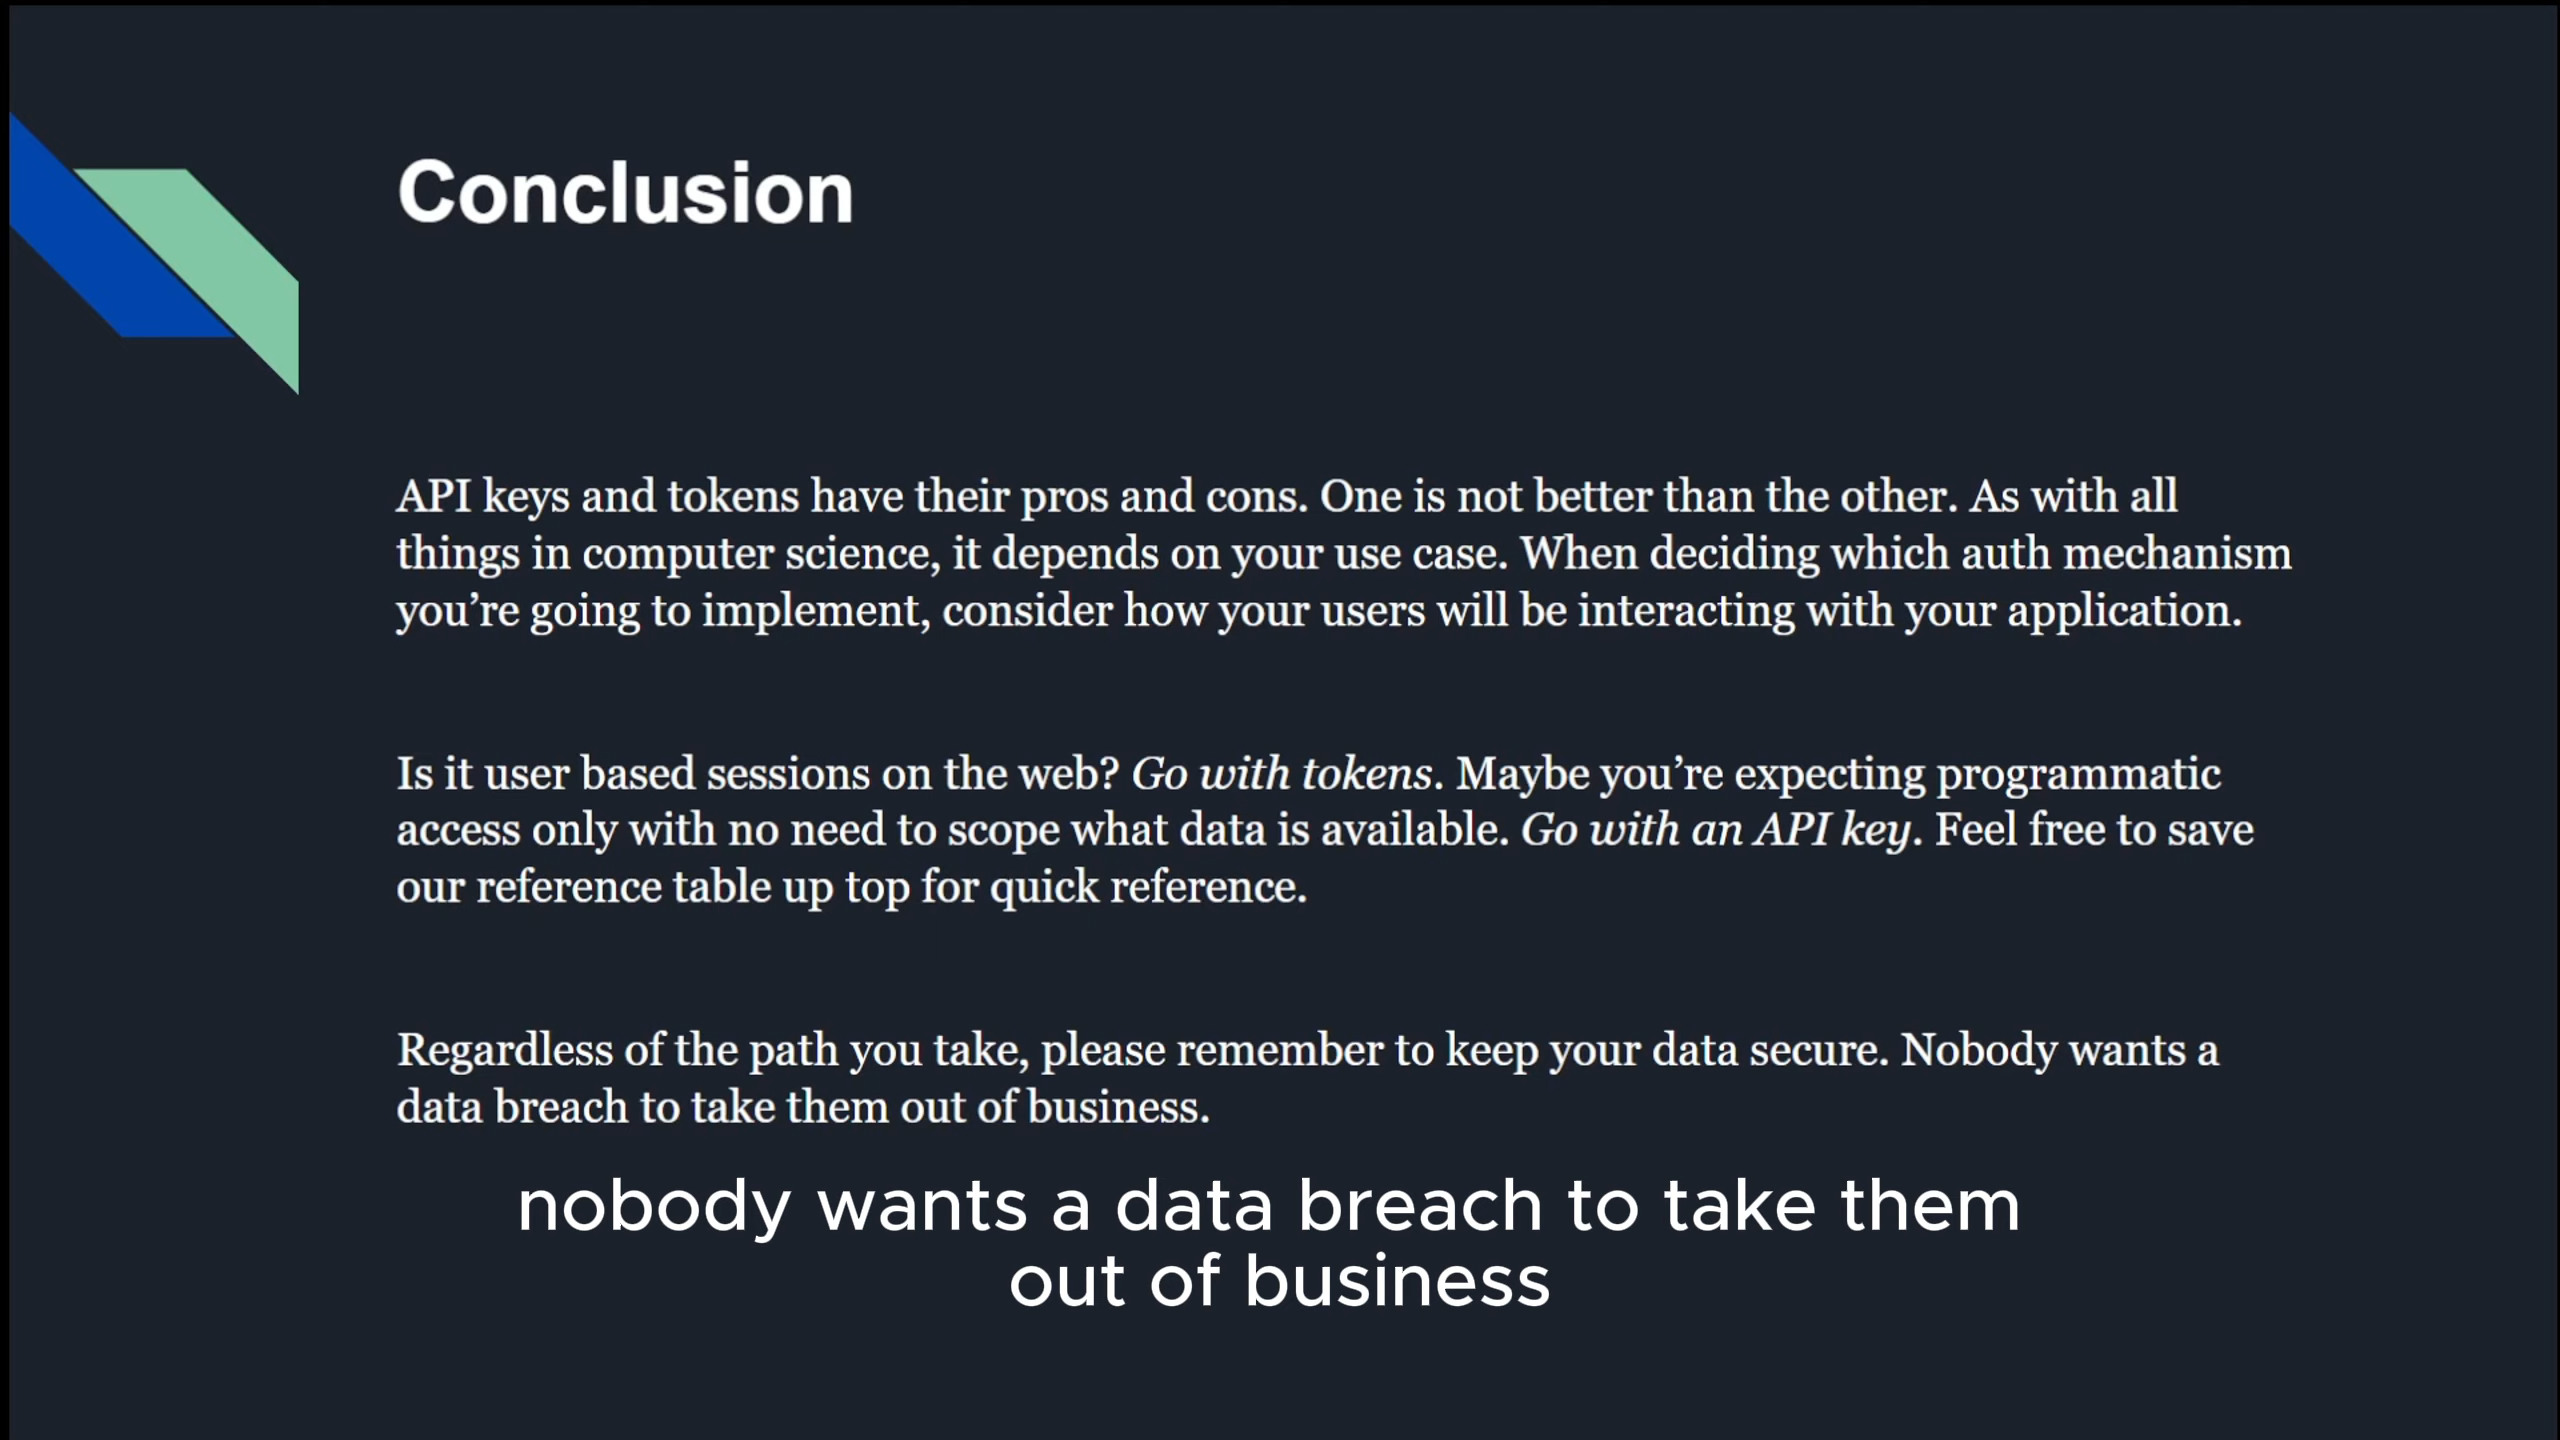 Conclusion
API keys and tokens have their pros and cons. One is not better than the other. As with all
things in computer science, it depends on your use case. When deciding which auth mechanism
you’re going to implement, consider how your users will be interacting with your application.
Is it user based sessions on the web? Go with tokens. Maybe you’re expecting programmatic
access only with no need to scope what data is available. Go with an API key. Feel free to save
our reference table up top for quick reference.
Regardless of the path you take, please remember to keep your data secure. Nobody wants a
data breach to take them out of business.
nobody wants a data breach to take them
out of business